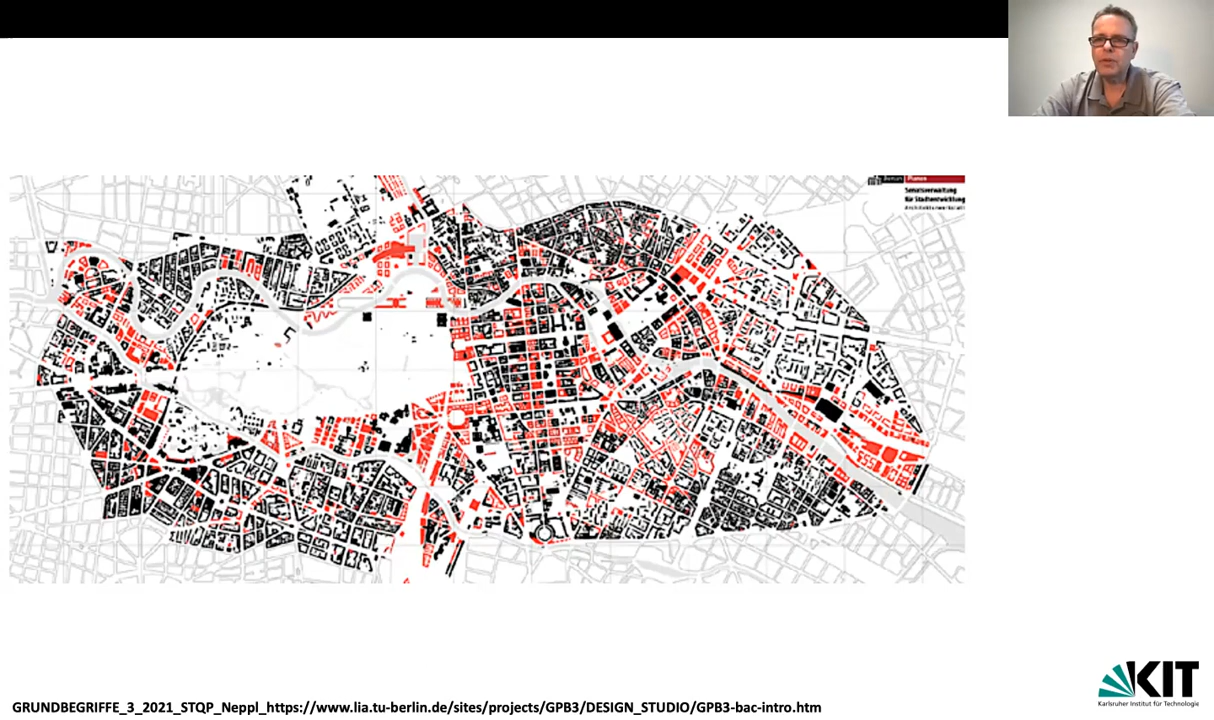 Planen
Senatsverwaltung
für Stadtentwicklung
KIT
Karlsruher Institut für Technologie
GRUNDBEGRIFFE_3_2021_STQP_Neppl_https://www.lia.tu-berlin.de/sites/projects/GPB3/DESIGN_STUDIO/GPB3-bac-intro.htm